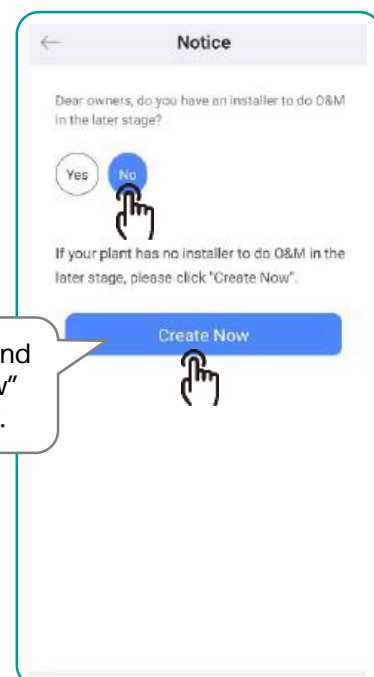 Notice
Dear owners, do you have an installer to do O&M
in the later stage?
Yes No
If your plant has no installer to do O&M in the
later stage, please click "Create Now".
Create Now
.